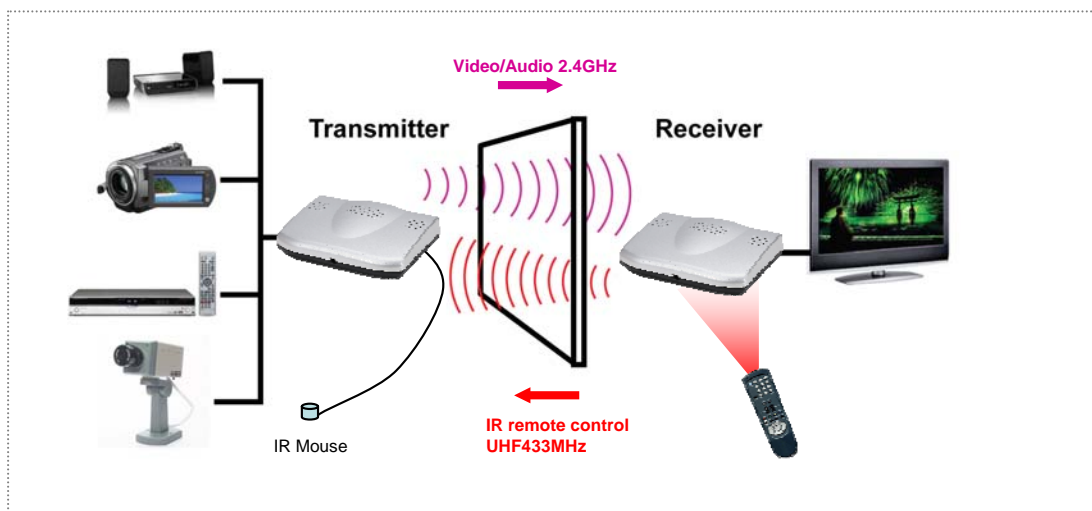 Video/Audio 2.4GHz
Transmitter
Receiver
IR Mouse
IR remote control
UHF433MHz